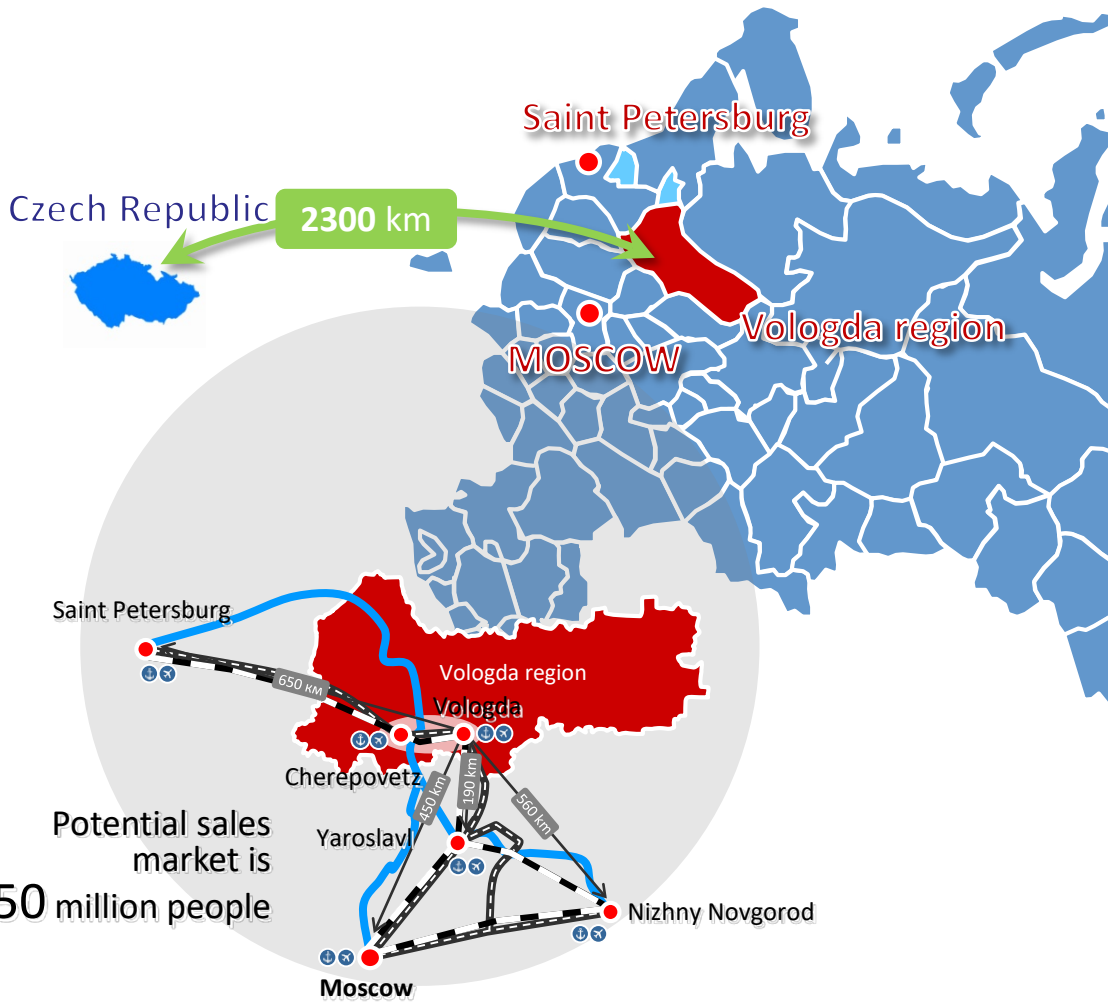 Saint Petersburg
Czech Republic
2300 km
Vologda region
MOSCOW
Saint Petersburg
Vologda region
650 км
Vologda
Cherepovetz
450 km
190 km
560 km
Yaroslavl
Potential sales
market is
50 million people
Nizhny Novgorod
Moscow